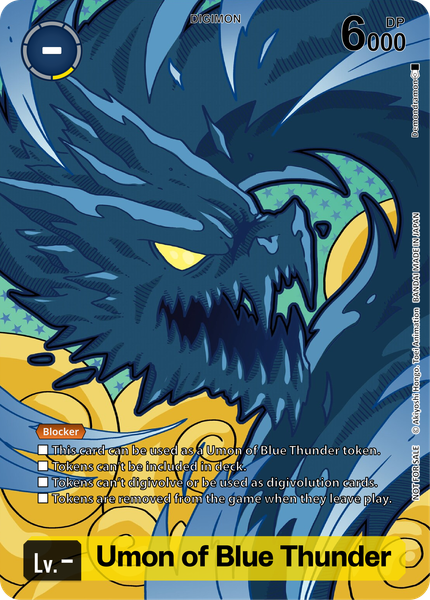 DIGIMON
-
6000
DP
Blocker
This card can be used as a Umon of Blue Thunder token.
Tokens can't be included in deck.
Tokens can't digivolve or be used as digivolution cards.
Tokens are removed from the game when they leave play.
Lv.-
Umon of Blue Thunder
NOT FOR SALE © Akiyoshi Hongo, Toei Animation BANDAI MADE IN JAPAN
Demondramon